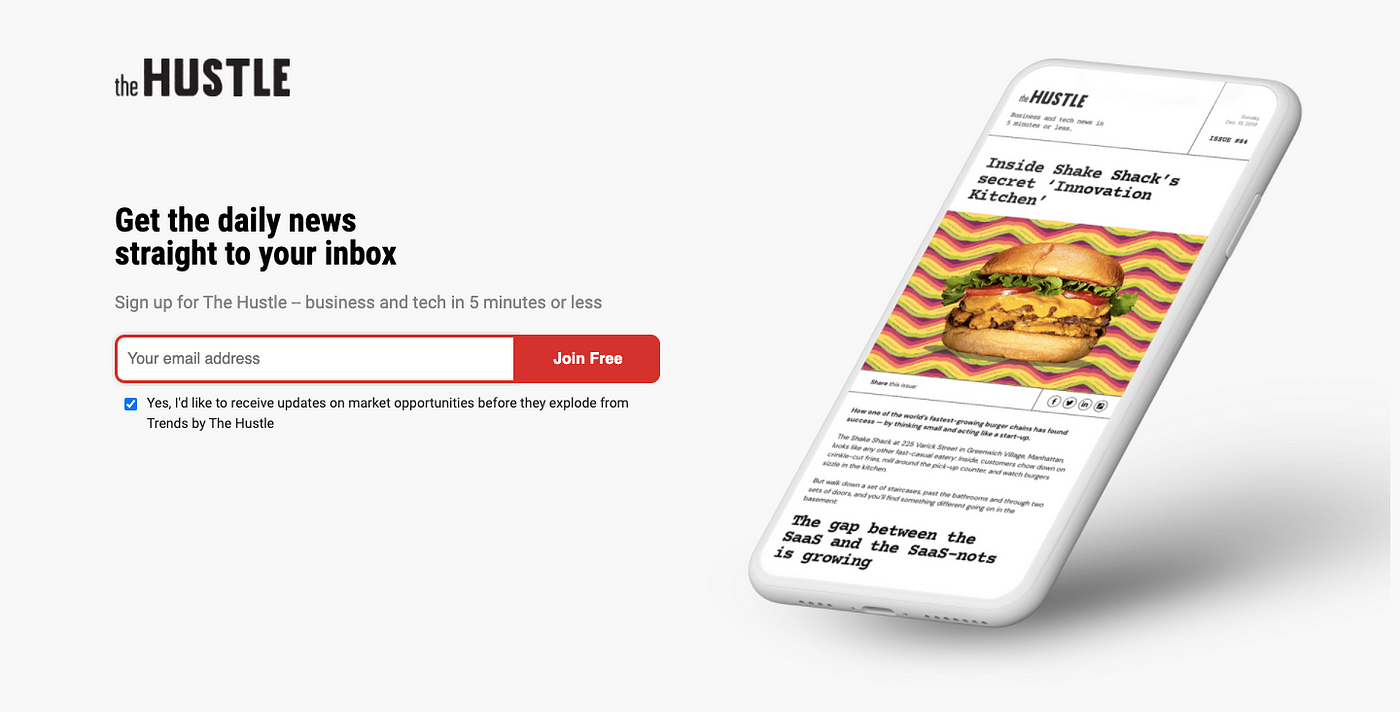 the HUSTLE
Get the daily news
straight to your inbox
Sign up for The Hustle – business and tech in 5 minutes or less
Your email address
Join Free
Yes, I'd like to receive updates on market opportunities before they explode from
Trends by The Hustle
the HUSTLE
Business and tech news in
5 minutes or less.
Sunday
ISSUE #84
Inside Shake Shack's
secret 'Innovation
Kitchen'
Share this issue:
How one of the world's fastest-growing burger chains has found
success — by thinking small and acting like a start-up.
The Shake Shack at 225 Varick Street in Greenwich Village, Manhattan,
looks like any other fast-casual eatery: Inside, customers chow down on
crinkle-cut fries, mill around the pick-up counter, and watch burgers
sizzle in the kitchen.
But walk down a set of staircases, past the bathrooms and through two
sets of doors, and you'll find something different going on in the
basement:
The gap between the
SaaS and the SaaS-nots
is growing